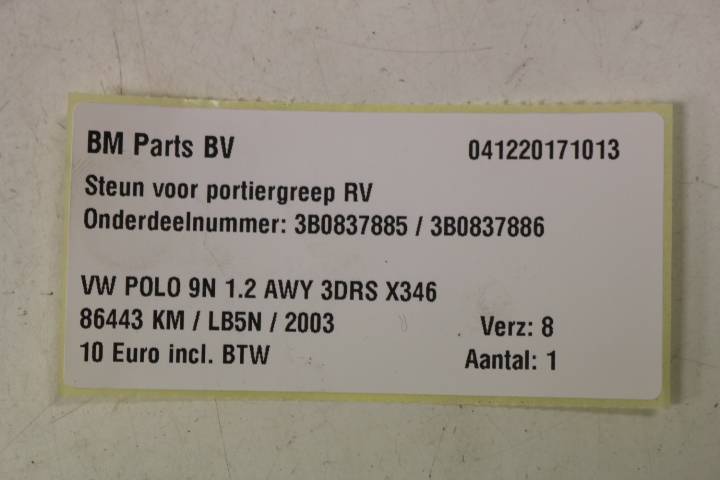 BM Parts BV 041220171013
Steun voor portiergreep RV
Onderdeelnummer: 3B0837885 / 3B0837886
VW POLO 9N 1.2 AWY 3DRS X346
86443 KM / LB5N / 2003 Verz: 8
10 Euro incl. BTW Aantal: 1